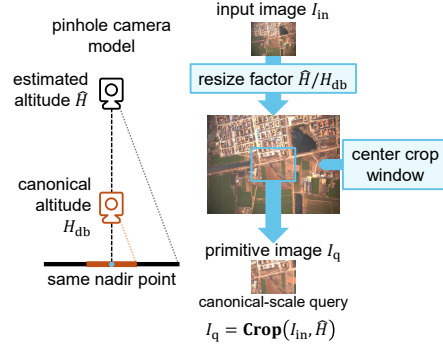 pinhole camera
model
estimated
altitude Ĥ
canonical
altitude
H_db
same nadir point
input image I_in
resize factor Ĥ/H_db
center crop
window
primitive image I_q
canonical-scale query
I_q = Crop(I_in, Ĥ)